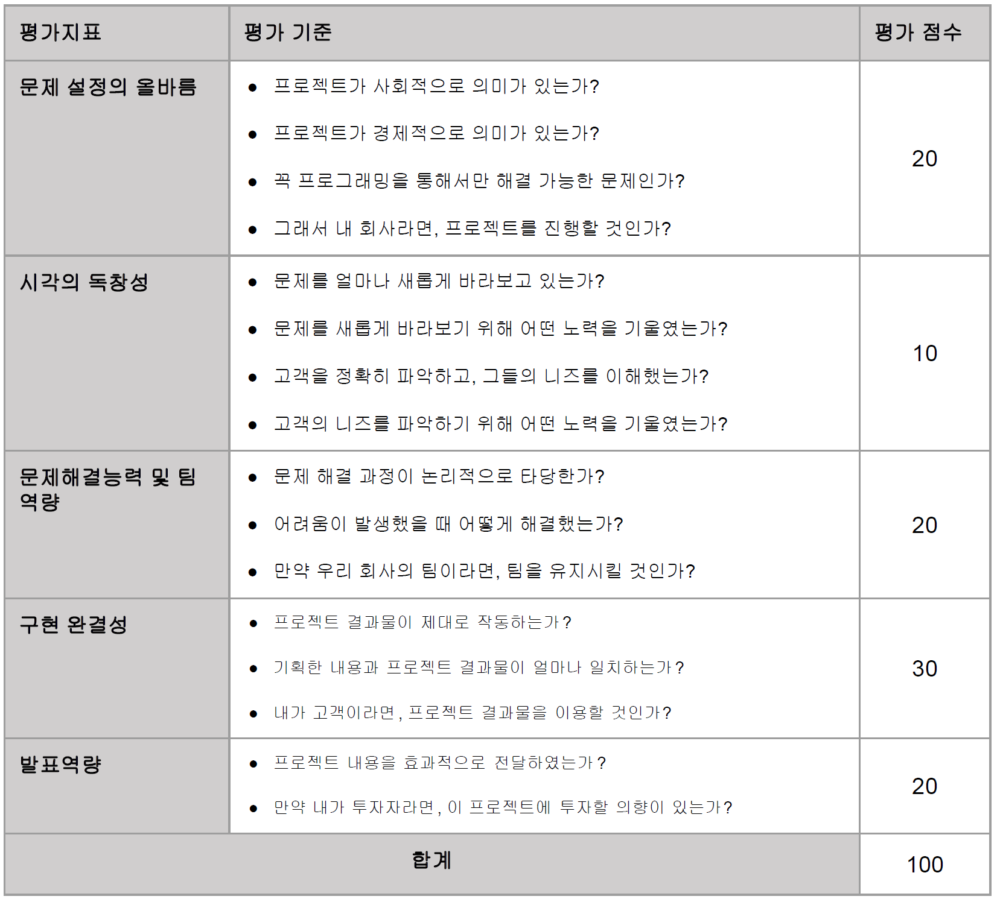 평가지표
평가 기준
평가 점수
문제 설정의 올바름
● 프로젝트가 사회적으로 의미가 있는가?
● 프로젝트가 경제적으로 의미가 있는가?
● 꼭 프로그래밍을 통해서만 해결 가능한 문제인가?
● 그래서 내 회사라면, 프로젝트를 진행할 것인가?
20
시각의 독창성
● 문제를 얼마나 새롭게 바라보고 있는가?
● 문제를 새롭게 바라보기 위해 어떤 노력을 기울였는가?
● 고객을 정확히 파악하고, 그들의 니즈를 이해했는가?
● 고객의 니즈를 파악하기 위해 어떤 노력을 기울였는가?
10
문제해결능력 및 팀
역량
● 문제 해결 과정이 논리적으로 타당한가?
● 어려움이 발생했을 때 어떻게 해결했는가?
● 만약 우리 회사의 팀이라면, 팀을 유지시킬 것인가?
20
구현 완결성
● 프로젝트 결과물이 제대로 작동하는가?
● 기획한 내용과 프로젝트 결과물이 얼마나 일치하는가?
● 내가 고객이라면, 프로젝트 결과물을 이용할 것인가?
30
발표역량
● 프로젝트 내용을 효과적으로 전달하였는가?
● 만약 내가 투자자라면, 이 프로젝트에 투자할 의향이 있는가?
20
합계
100